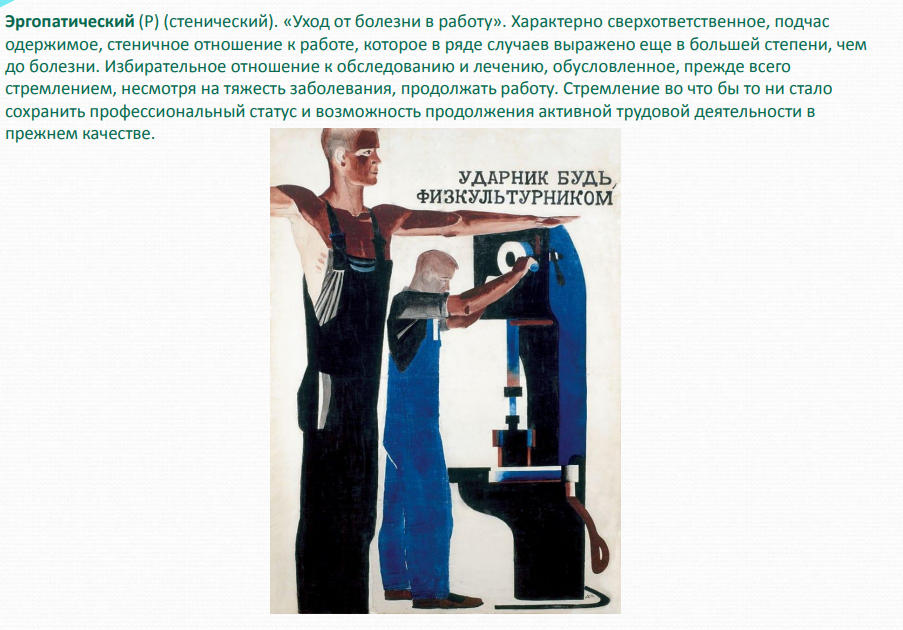 Эргопатический (Р) (стенический). «Уход от болезни в работу». Характерно сверхответственное, подчас
одержимое, стеничное отношение к работе, которое в ряде случаев выражено еще в большей степени, чем
до болезни. Избирательное отношение к обследованию и лечению, обусловленное, прежде всего
стремлением, несмотря на тяжесть заболевания, продолжать работу. Стремление во что бы то ни стало
сохранить профессиональный статус и возможность продолжения активной трудовой деятельности в
прежнем качестве.
УДАРНИК БУДЬ,
ФИЗКУЛЬТУРНИКОМ